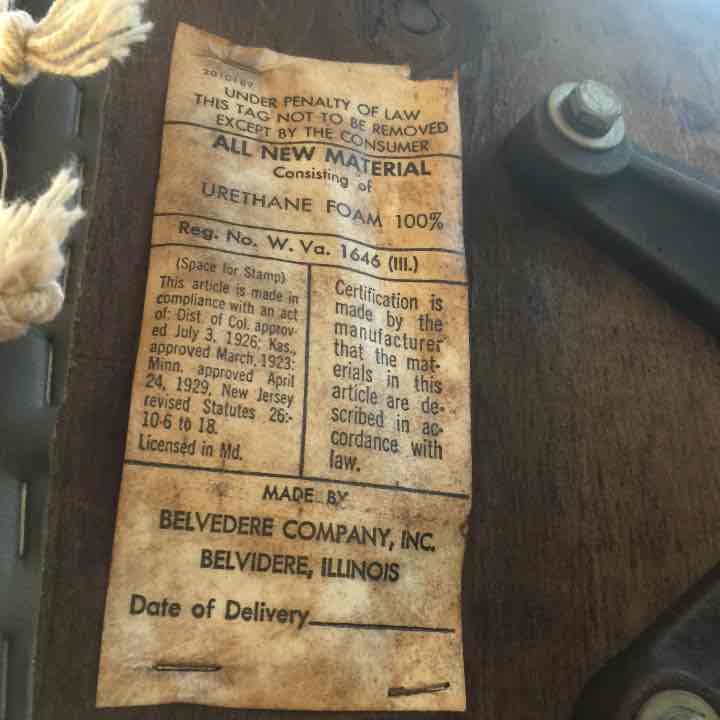 UNDER PENALTY OF LAW
THIS TAG NOT TO BE REMOVED
EXCEPT BY THE CONSUMER
ALL NEW MATERIAL
Consisting of
URETHANE FOAM 100%
Reg. No. W. Va. 1646 (Ill.)
(Space for Stamp)
This article is made in
compliance with an act
of: Dist. of Col. approv-
ed July 3, 1926; Kas.,
approved March, 1923;
Minn. approved April
24, 1929, New Jersey
revised Statutes 26:-
10-6 to 18.
Licensed in Md.
Certification is
made by the
manufacturer
that the mat-
erials in this
article are de-
scribed in ac-
cordance with
law.
MADE BY
BELVEDERE COMPANY, INC.
BELVIDERE, ILLINOIS
Date of Delivery